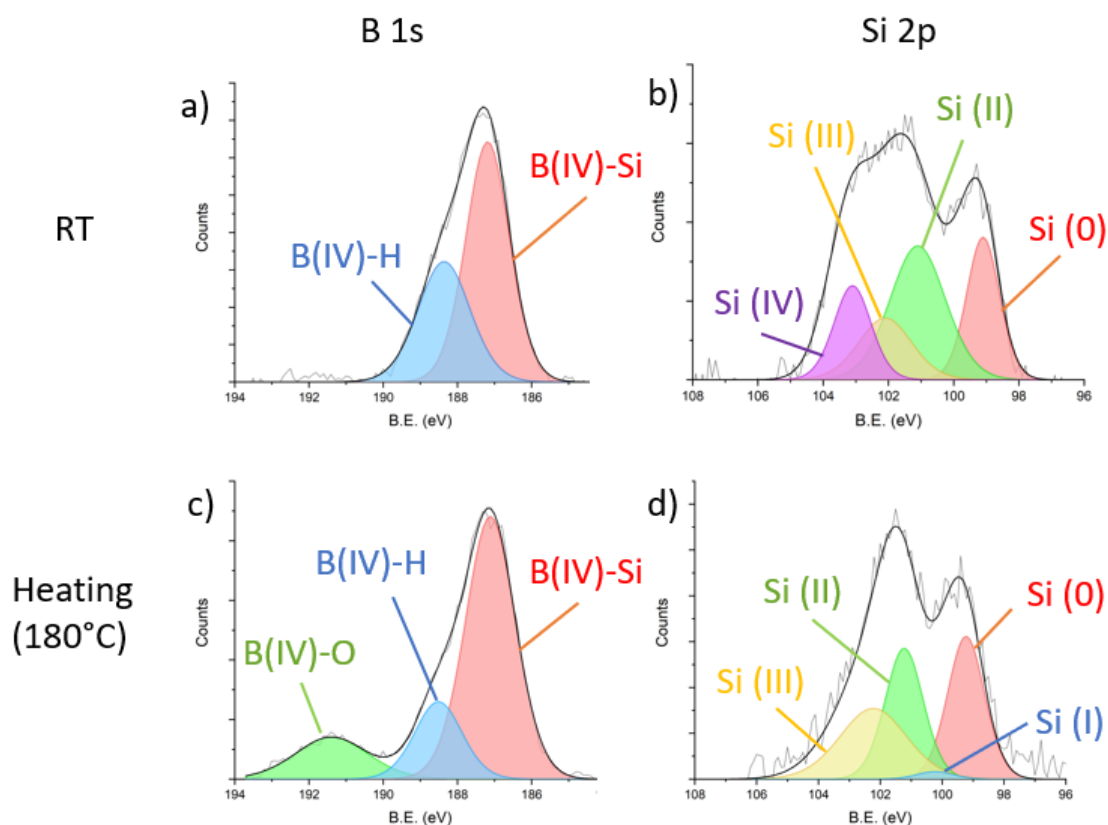 B 1s
Si 2p
RT
a)
B(IV)-Si
B(IV)-H
Counts
194 192 190 188 186
B.E. (eV)
b)
Si (II)
Si (III)
Si (0)
Si (IV)
Counts
108 106 104 102 100 98 96
B.E. (eV)
Heating
(180°C)
c)
B(IV)-H
B(IV)-Si
B(IV)-O
Counts
194 192 190 188 186
B.E. (eV)
d)
Si (II)
Si (0)
Si (III)
Si (I)
Counts
108 106 104 102 100 98 96
B.E. (eV)